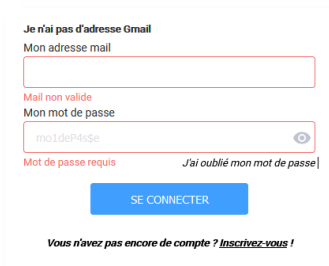 Je n'ai pas d'adresse Gmail
Mon adresse mail
Mail non valide
Mon mot de passe
mo1deP4s$e
Mot de passe requis J'ai oublié mon mot de passe
SE CONNECTER
Vous n'avez pas encore de compte ? Inscrivez-vous !